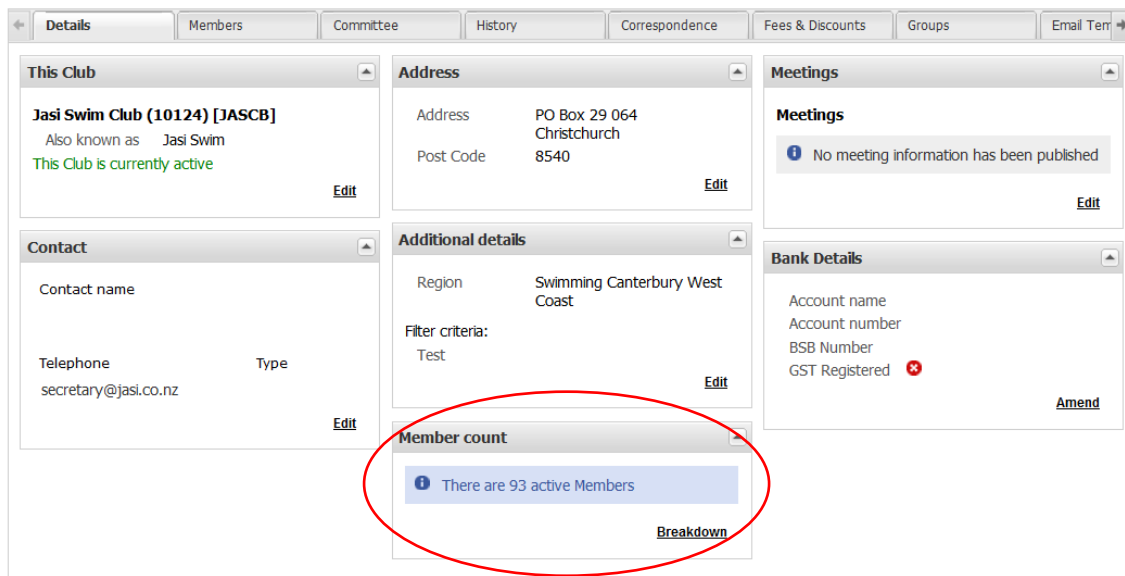 Details
Members
Committee
History
Correspondence
Fees & Discounts
Groups
Email Tem
This Club
Jasi Swim Club (10124) [JASCB]
Also known as Jasi Swim
This Club is currently active
Edit
Contact
Contact name
Telephone Type
secretary@jasi.co.nz
Edit
Address
Address PO Box 29 064
Christchurch
Post Code 8540
Edit
Additional details
Region Swimming Canterbury West
Coast
Filter criteria:
Test
Edit
Member count
There are 93 active Members
Breakdown
Meetings
Meetings
No meeting information has been published
Edit
Bank Details
Account name
Account number
BSB Number
GST Registered
Amend